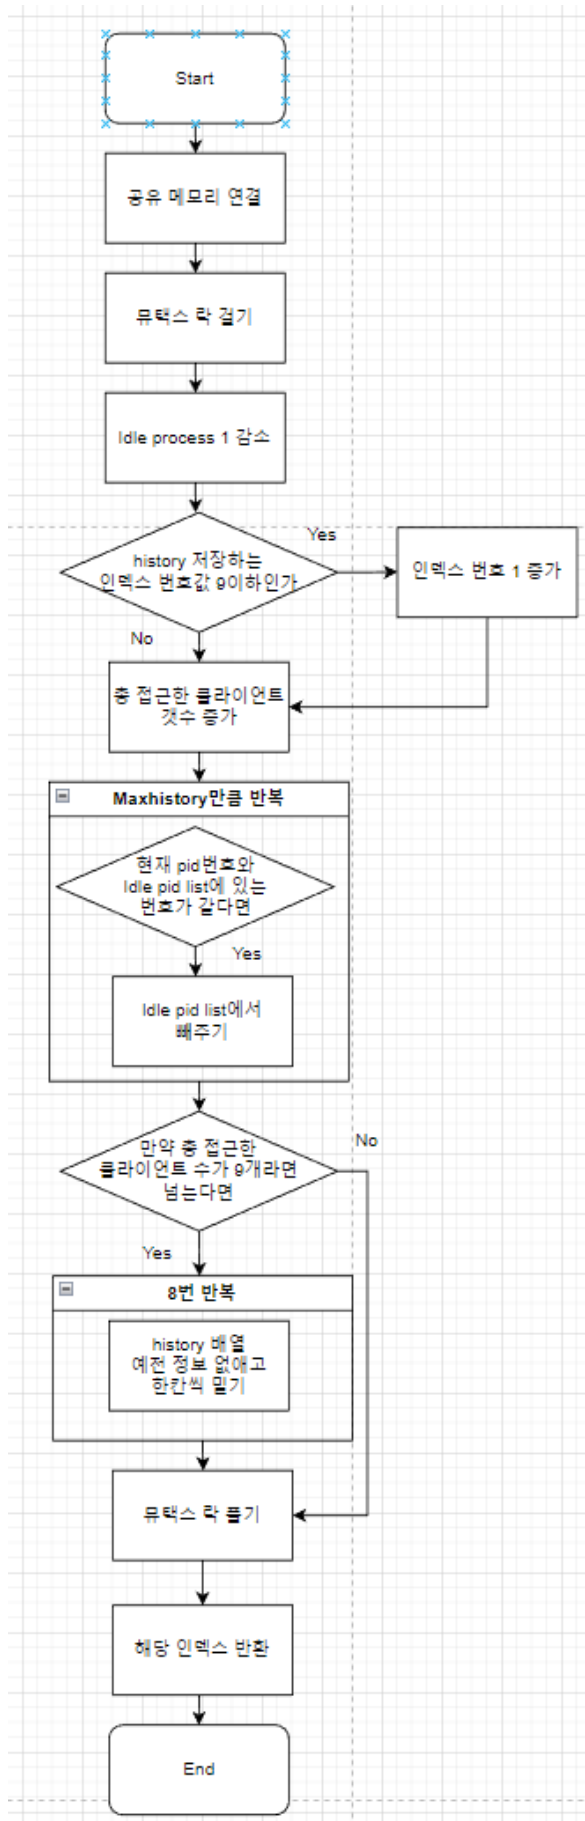 Start
공유 메모리 연결
뮤택스 락 걸기
Idle process 1 감소
history 저장하는
인덱스 번호값 9이하인가
Yes
인덱스 번호 1 증가
No
총 접근한 클라이언트
갯수 증가
Maxhistory만큼 반복
현재 pid번호와
Idle pid list에 있는
번호가 같다면
Yes
Idle pid list에서
빼주기
만약 총 접근한
클라이언트 수가 9개라면
넘는다면
No
Yes
8번 반복
history 배열
예전 정보 없애고
한칸씩 밀기
뮤택스 락 풀기
해당 인덱스 반환
End